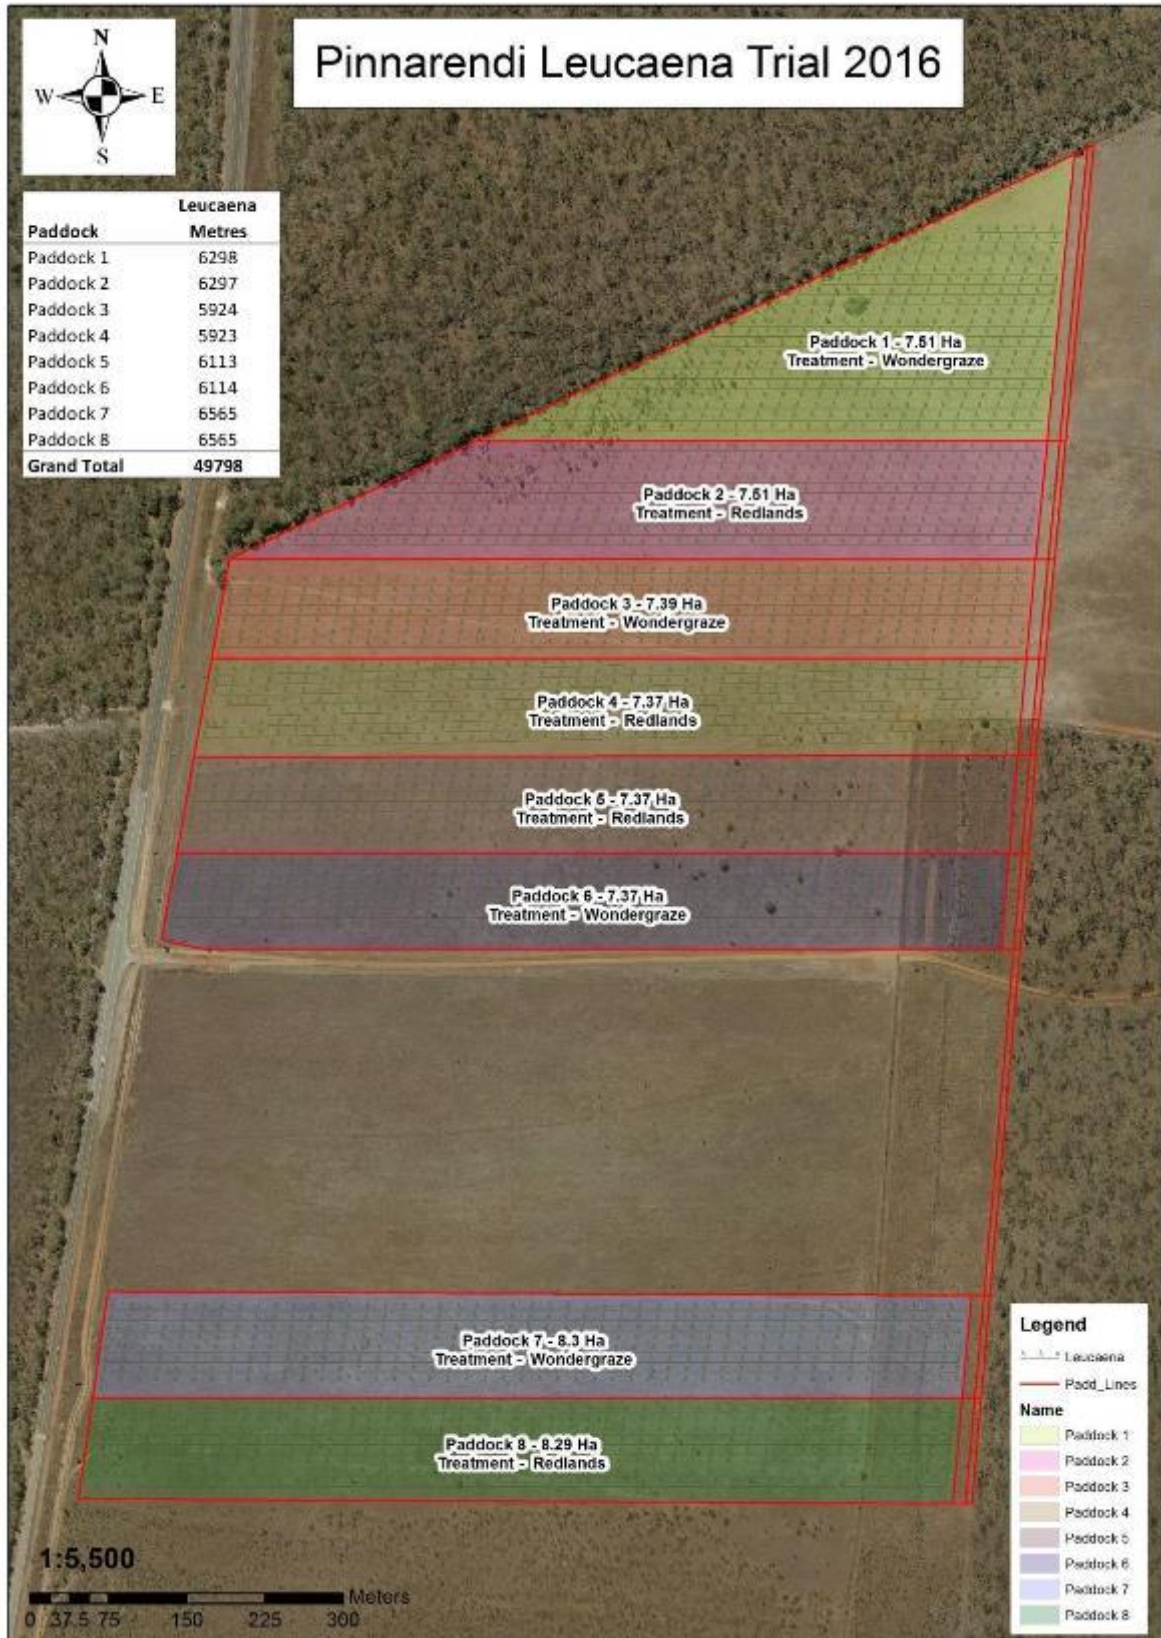 N
W E
S
Pinnarendi Leucaena Trial 2016
Leucaena
Paddock Metres
Paddock 1 6298
Paddock 2 6297
Paddock 3 5924
Paddock 4 5923
Paddock 5 6113
Paddock 6 6114
Paddock 7 6565
Paddock 8 6565
Grand Total 49798
Paddock 1 - 7.51 Ha
Treatment - Wondergraze
Paddock 2 - 7.51 Ha
Treatment - Redlands
Paddock 3 - 7.39 Ha
Treatment - Wondergraze
Paddock 4 - 7.37 Ha
Treatment - Redlands
Paddock 5 - 7.37 Ha
Treatment - Redlands
Paddock 6 - 7.37 Ha
Treatment - Wondergraze
Paddock 7 - 8.3 Ha
Treatment - Wondergraze
Paddock 8 - 8.29 Ha
Treatment - Redlands
Legend
Leucaena
Padd_Lines
Name
Paddock 1
Paddock 2
Paddock 3
Paddock 4
Paddock 5
Paddock 6
Paddock 7
Paddock 8
1:5,500
Meters
0 37.5 75 150 225 300